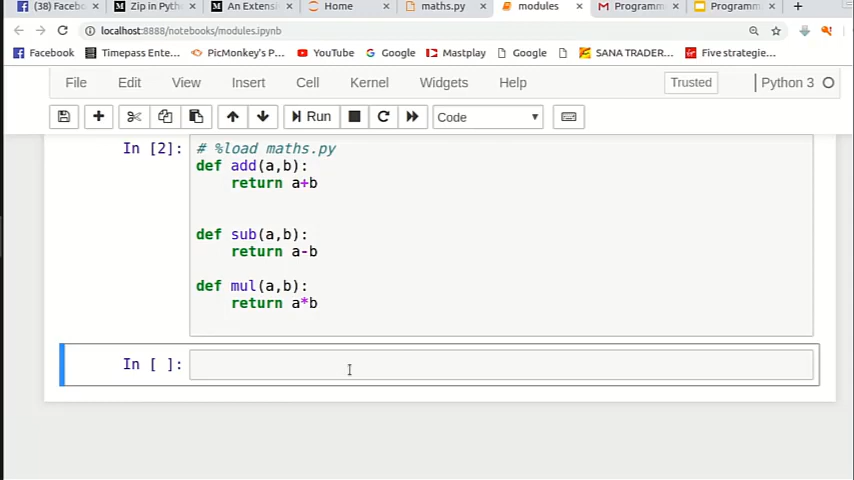 (38) Facebo
Zip in Pytho
An Extensi
Home
maths.py
modules
Programm
Programm
localhost:8888/notebooks/modules.ipynb
Facebook
Timepass Ente...
PicMonkey's P...
YouTube
Google
Mastplay
Google
SANA TRADER...
Five strategie...
File Edit View Insert Cell Kernel Widgets Help
Trusted
Python 3
Run
Code
In [2]:
# %load maths.py
def add(a,b):
    return a+b
def sub(a,b):
    return a-b
def mul(a,b):
    return a*b
In [ ]: